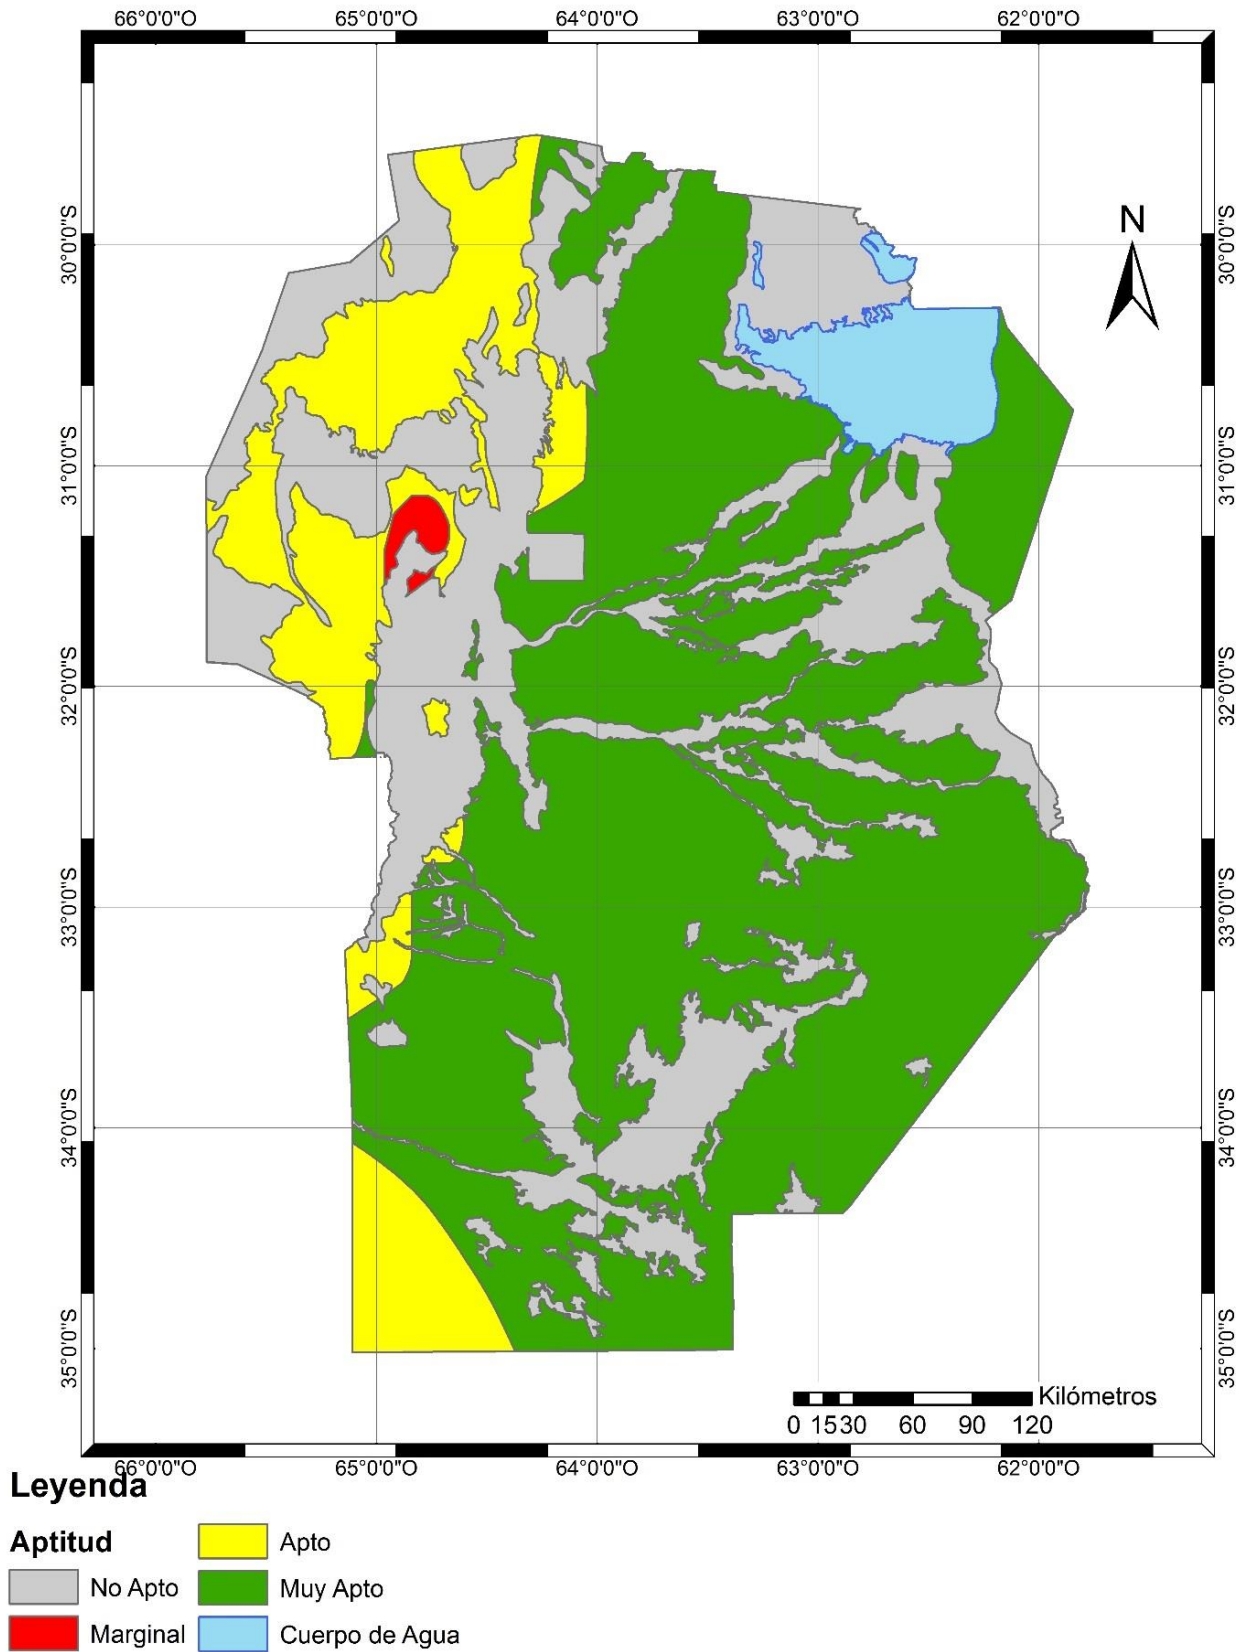 66°0'0"O 65°0'0"O 64°0'0"O 63°0'0"O 62°0'0"O
N
30°0'0"S 30°0'0"S
31°0'0"S 31°0'0"S
32°0'0"S 32°0'0"S
33°0'0"S 33°0'0"S
34°0'0"S 34°0'0"S
35°0'0"S 35°0'0"S
Kilómetros
0 15 30 60 90 120
66°0'0"O 65°0'0"O 64°0'0"O 63°0'0"O 62°0'0"O
Leyenda
Aptitud
No Apto
Marginal
Apto
Muy Apto
Cuerpo de Agua